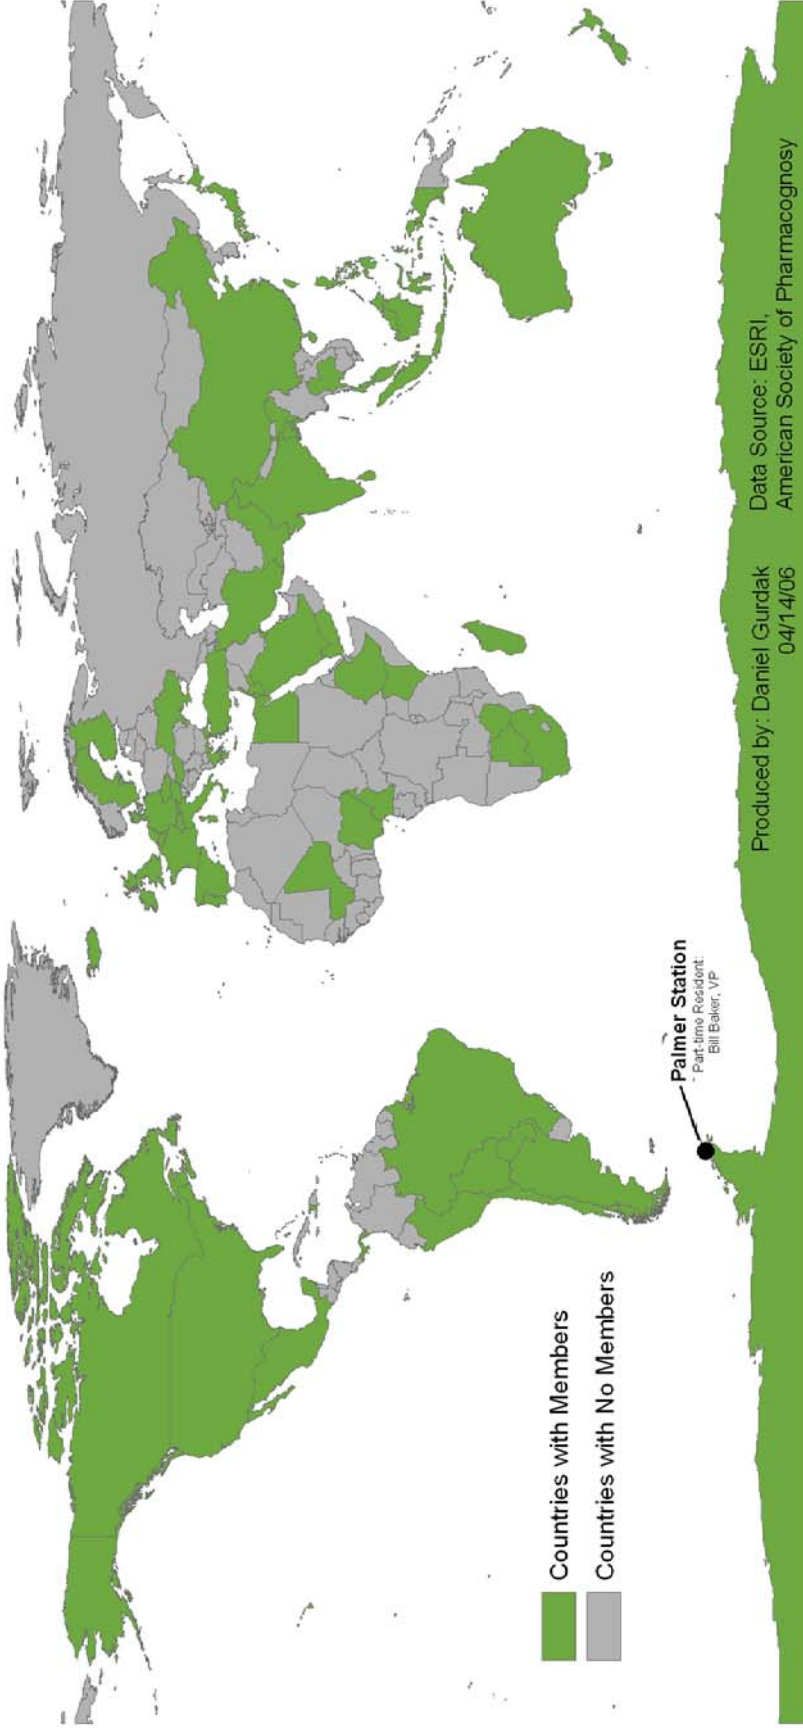 Countries with Members
Countries with No Members
Palmer Station
Part-time Resident:
Bill Baker, VP
Produced by: Daniel Gurdak
04/14/06
Data Source: ESRI,
American Society of Pharmacognosy